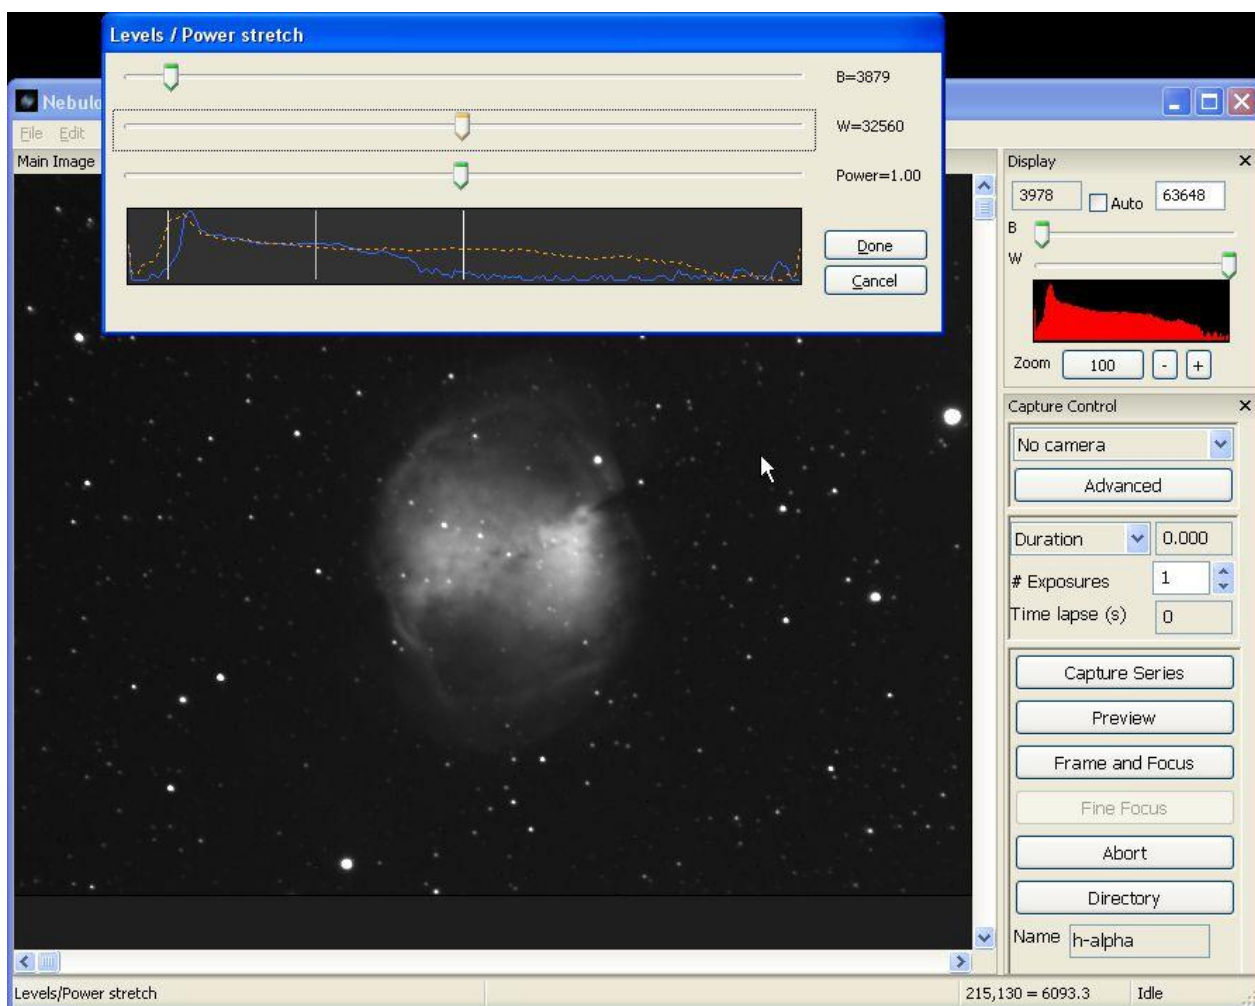 Levels / Power stretch
B=3879
W=32560
Power=1.00
Done
Cancel
Nebulo
File Edit
Main Image
Display
3978 Auto 63648
B
W
Zoom 100 - +
Capture Control
No camera
Advanced
Duration 0.000
# Exposures 1
Time lapse (s) 0
Capture Series
Preview
Frame and Focus
Fine Focus
Abort
Directory
Name h-alpha
Levels/Power stretch 215,130 = 6093.3 Idle